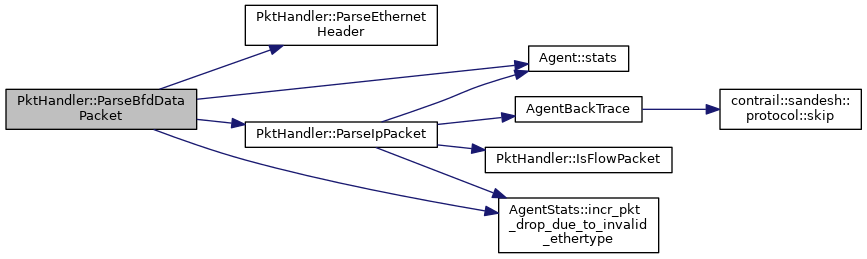 PktHandler::ParseBfdData
Packet
PktHandler::ParseEthernet
Header
Agent::stats
PktHandler::ParseIpPacket
AgentBackTrace
contrail::sandesh::
protocol::skip
PktHandler::IsFlowPacket
AgentStats::incr_pkt
_drop_due_to_invalid
_ethertype